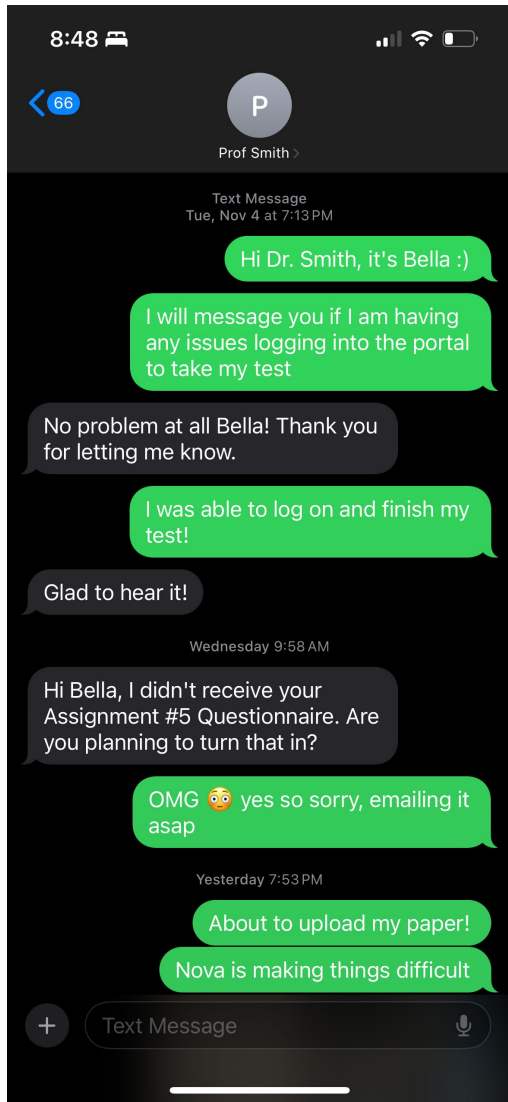 8:48
66
P
Prof Smith
Text Message
Tue, Nov 4 at 7:13 PM
Hi Dr. Smith, it's Bella :)
I will message you if I am having
any issues logging into the portal
to take my test
No problem at all Bella! Thank you
for letting me know.
I was able to log on and finish my
test!
Glad to hear it!
Wednesday 9:58 AM
Hi Bella, I didn't receive your
Assignment #5 Questionnaire. Are
you planning to turn that in?
OMG 😳 yes so sorry, emailing it
asap
Yesterday 7:53 PM
About to upload my paper!
Nova is making things difficult
Text Message